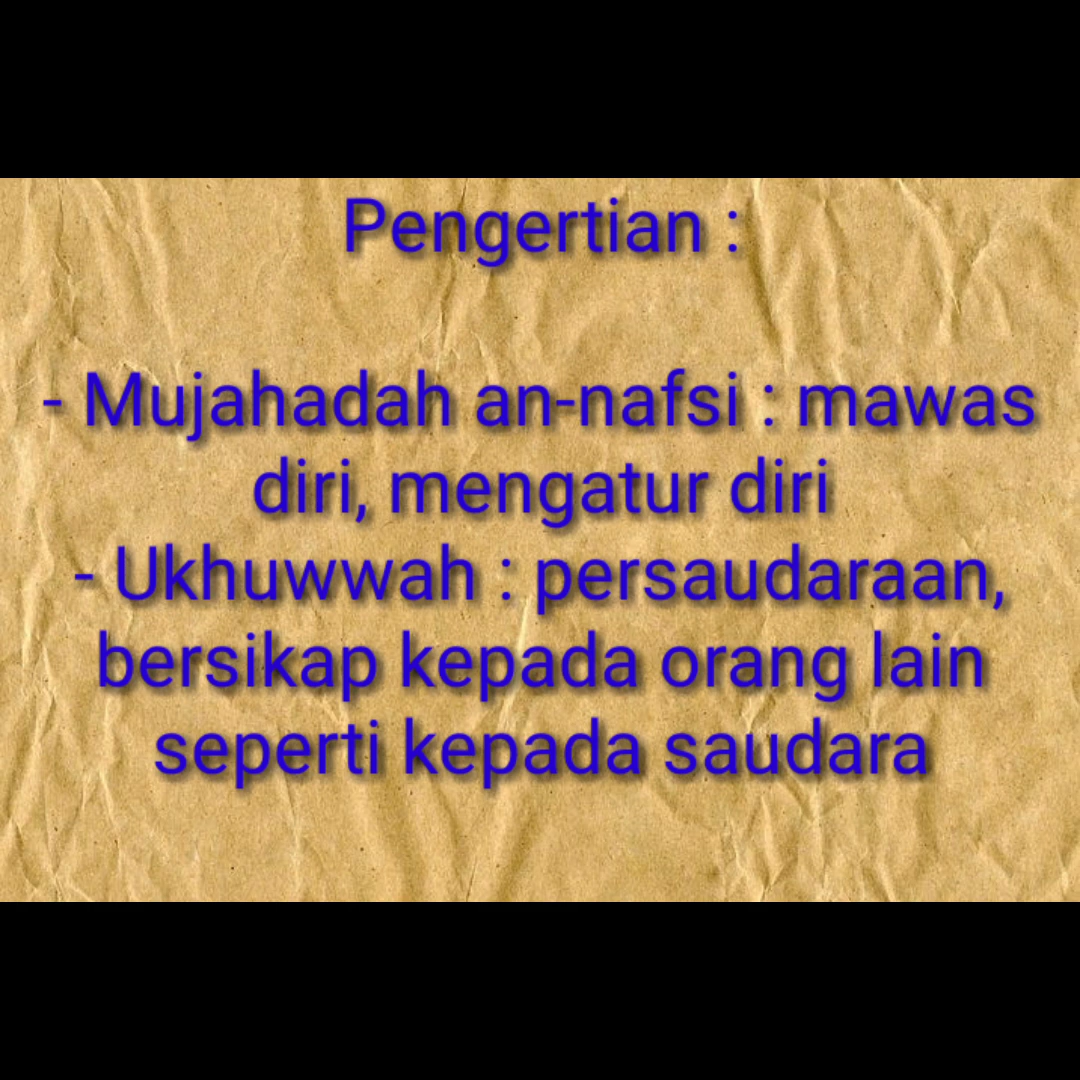 Pengertian :
- Mujahadah an-nafsi : mawas
diri, mengatur diri
- Ukhuwwah : persaudaraan,
bersikap kepada orang lain
seperti kepada saudara